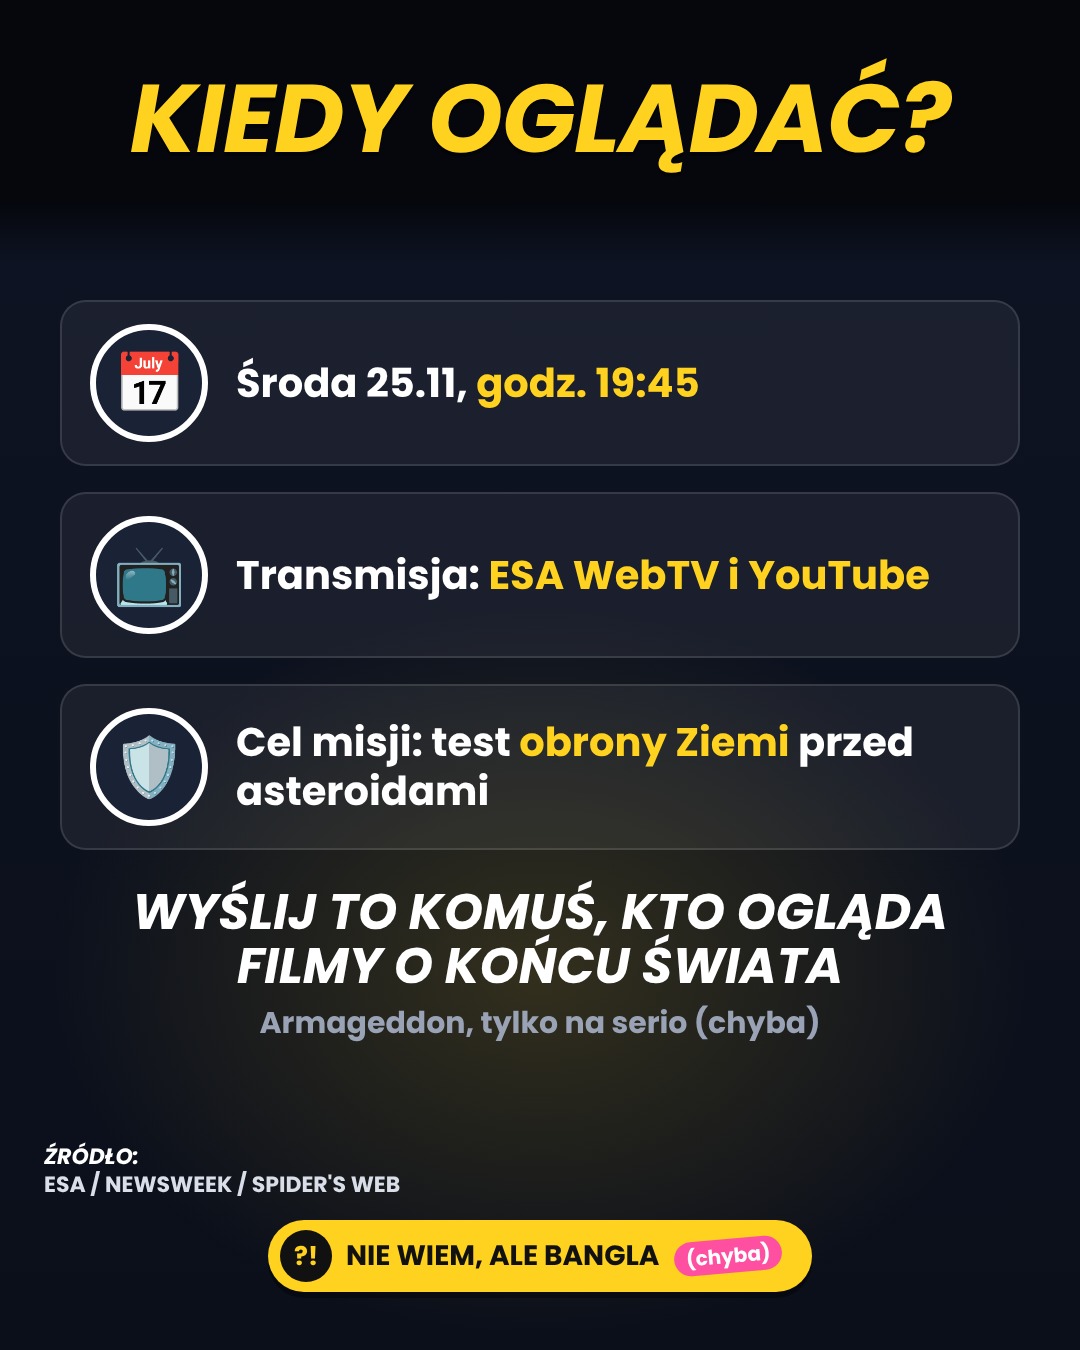 KIEDY OGLĄDAĆ?
July
17
Środa 25.11, godz. 19:45
Transmisja: ESA WebTV i YouTube
Cel misji: test obrony Ziemi przed
asteroidami
WYŚLIJ TO KOMUŚ, KTO OGLĄDA
FILMY O KOŃCU ŚWIATA
Armageddon, tylko na serio (chyba)
ŹRÓDŁO:
ESA / NEWSWEEK / SPIDER'S WEB
?! NIE WIEM, ALE BANGLA (chyba)